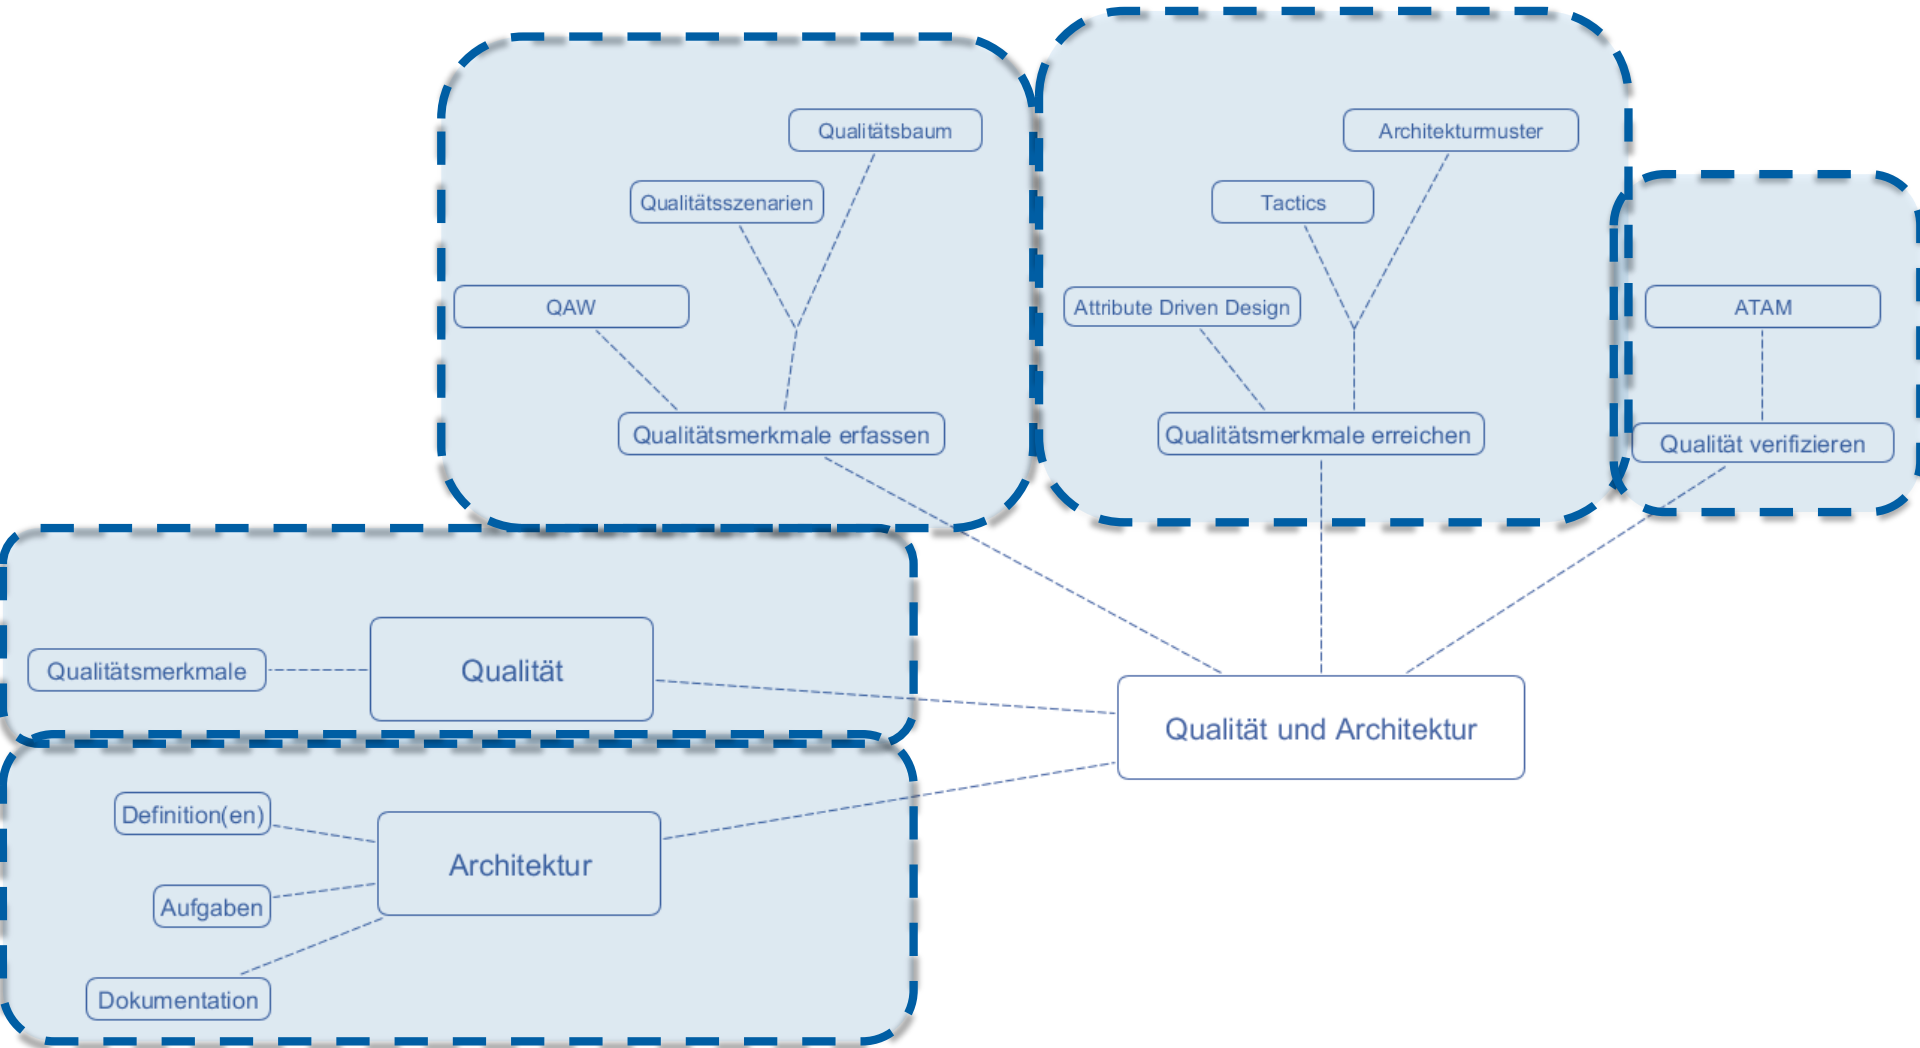 Qualitätsbaum
Architekturmuster
Qualitätsszenarien
Tactics
QAW
Attribute Driven Design
ATAM
Qualitätsmerkmale erfassen
Qualitätsmerkmale erreichen
Qualität verifizieren
Qualitätsmerkmale
Qualität
Qualität und Architektur
Definition(en)
Architektur
Aufgaben
Dokumentation